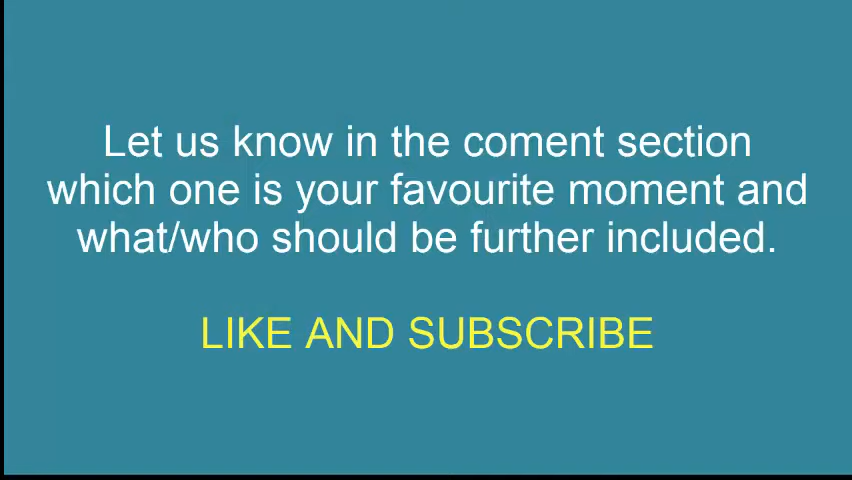 Let us know in the coment section
which one is your favourite moment and
what/who should be further included.
LIKE AND SUBSCRIBE